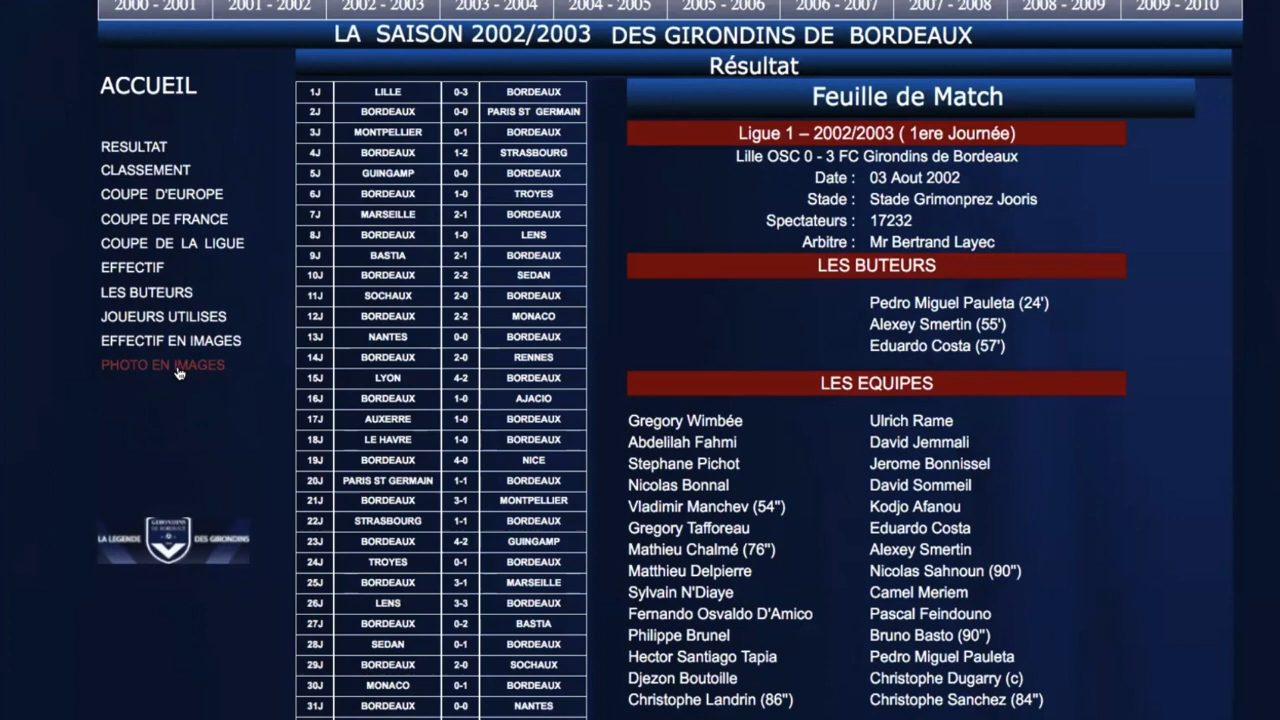 2000 - 2001 2001 - 2002 2002 - 2003 2003 - 2004 2004 - 2005 2005 - 2006 2006 - 2007 2007 - 2008 2008 - 2009 2009 - 2010
LA SAISON 2002/2003 DES GIRONDINS DE BORDEAUX
Résultat
ACCUEIL
RESULTAT
CLASSEMENT
COUPE D'EUROPE
COUPE DE FRANCE
COUPE DE LA LIGUE
EFFECTIF
LES BUTEURS
JOUEURS UTILISES
EFFECTIF EN IMAGES
PHOTO EN IMAGES
LA LÉGENDE GIRONDINS DE BORDEAUX DES GIRONDINS
1J LILLE 0-3 BORDEAUX
2J BORDEAUX 0-0 PARIS ST GERMAIN
3J MONTPELLIER 0-1 BORDEAUX
4J BORDEAUX 1-2 STRASBOURG
5J GUINGAMP 0-0 BORDEAUX
6J BORDEAUX 1-0 TROYES
7J MARSEILLE 2-1 BORDEAUX
8J BORDEAUX 1-0 LENS
9J BASTIA 2-1 BORDEAUX
10J BORDEAUX 2-2 SEDAN
11J SOCHAUX 2-0 BORDEAUX
12J BORDEAUX 2-2 MONACO
13J NANTES 0-0 BORDEAUX
14J BORDEAUX 2-0 RENNES
15J LYON 4-2 BORDEAUX
16J BORDEAUX 1-0 AJACIO
17J AUXERRE 1-0 BORDEAUX
18J LE HAVRE 1-0 BORDEAUX
19J BORDEAUX 4-0 NICE
20J PARIS ST GERMAIN 1-1 BORDEAUX
21J BORDEAUX 3-1 MONTPELLIER
22J STRASBOURG 1-1 BORDEAUX
23J BORDEAUX 4-2 GUINGAMP
24J TROYES 0-1 BORDEAUX
25J BORDEAUX 3-1 MARSEILLE
26J LENS 3-3 BORDEAUX
27J BORDEAUX 0-2 BASTIA
28J SEDAN 0-1 BORDEAUX
29J BORDEAUX 2-0 SOCHAUX
30J MONACO 0-1 BORDEAUX
31J BORDEAUX 0-0 NANTES
Feuille de Match
Ligue 1 – 2002/2003 ( 1ere Journée)
Lille OSC 0 - 3 FC Girondins de Bordeaux
Date : 03 Aout 2002
Stade : Stade Grimonprez Jooris
Spectateurs : 17232
Arbitre : Mr Bertrand Layec
LES BUTEURS
Pedro Miguel Pauleta (24')
Alexey Smertin (55')
Eduardo Costa (57')
LES EQUIPES
Gregory Wimbée Ulrich Rame
Abdelilah Fahmi David Jemmali
Stephane Pichot Jerome Bonnissel
Nicolas Bonnal David Sommeil
Vladimir Manchev (54") Kodjo Afanou
Gregory Tafforeau Eduardo Costa
Mathieu Chalmé (76") Alexey Smertin
Matthieu Delpierre Nicolas Sahnoun (90")
Sylvain N'Diaye Camel Meriem
Fernando Osvaldo D'Amico Pascal Feindouno
Philippe Brunel Bruno Basto (90")
Hector Santiago Tapia Pedro Miguel Pauleta
Djezon Boutoille Christophe Dugarry (c)
Christophe Landrin (86") Christophe Sanchez (84")